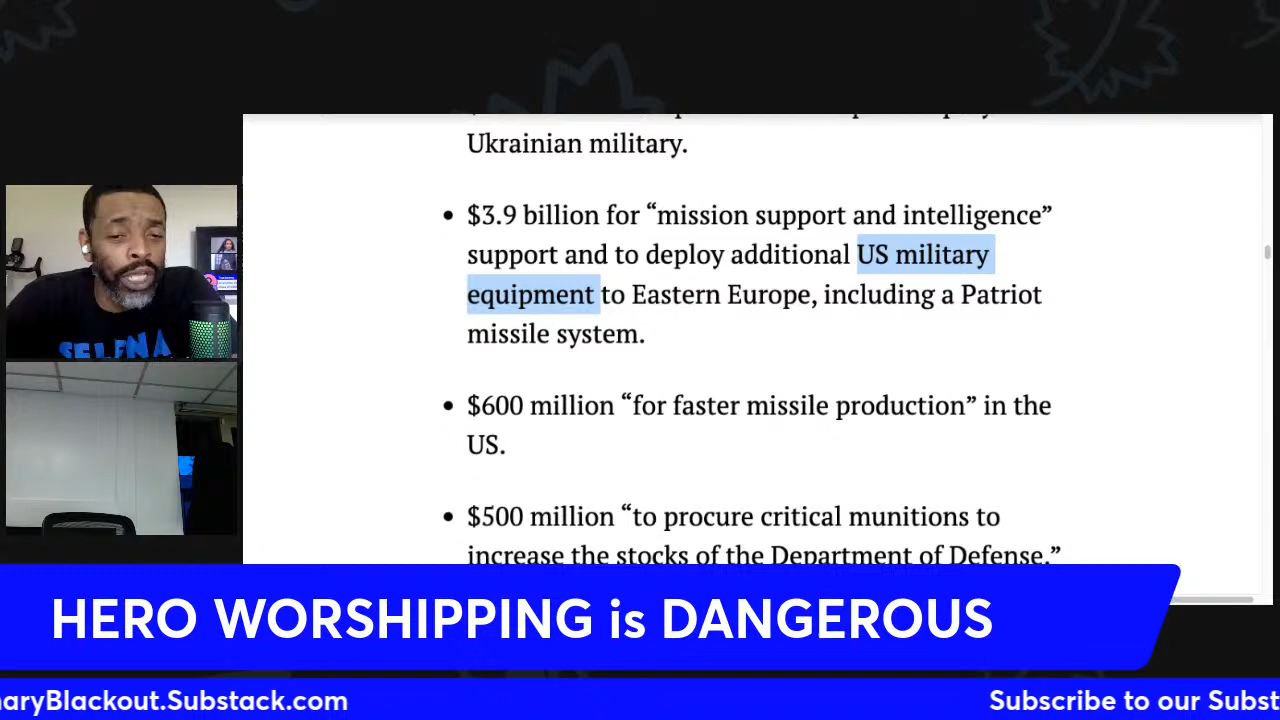 Ukrainian military.
• $3.9 billion for “mission support and intelligence”
support and to deploy additional US military
equipment to Eastern Europe, including a Patriot
missile system.
• $600 million “for faster missile production” in the
US.
• $500 million “to procure critical munitions to
increase the stocks of the Department of Defense.”
SELENA
HERO WORSHIPPING is DANGEROUS
naryBlackout.Substack.com
Subscribe to our Subst